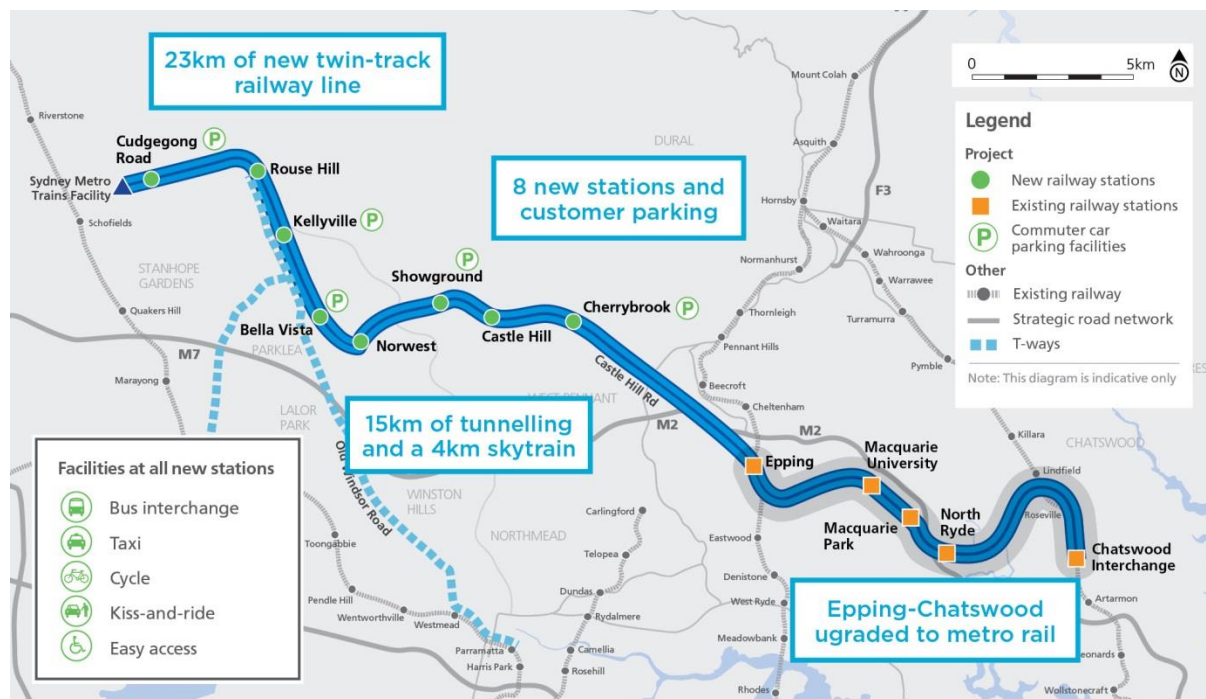 23km of new twin-track
railway line
0
5km
N
Mount Colah
Riverstone
Legend
Project
New railway stations
Existing railway stations
P
Commuter car
parking facilities
Other
Existing railway
Strategic road network
T-ways
Note: This diagram is indicative only
Cudgegong
Road
P
DURAL
Asquith
Rouse Hill
8 new stations and
customer parking
F3
Sydney Metro
Trains Facility
Hornsby
Waitara
Schofields
Kellyville
P
Wahroonga
Normanhurst
STANHOPE
GARDENS
Showground
P
Warrawee
Quakers Hill
P
Cherrybrook
P
Thornleigh
Turramurra
Bella Vista
PARKLEA
Norwest
Castle Hill
Pennant Hills
M7
Pymble
Marayong
Castle Hill Rd
Beecroft
Cheltenham
LALOR
PARK
15km of tunnelling
and a 4km skytrain
M2
M2
Killara
CHATSWOOD
Old Windsor Road
Facilities at all new stations
Bus interchange
Taxi
Cycle
Kiss-and-ride
Easy access
Epping
Macquarie
University
Lindfield
Roseville
WINSTON
HILLS
Carlingford
Macquarie
Park
North
Ryde
NORTHMEAD
Toongabbie
Eastwood
Chatswood
Interchange
Telopea
Denistone
Dundas
Pendle Hill
Wentworthville
Westmead
Rydalmere
West Ryde
Epping-Chatswood
ugraded to metro rail
Artarmon
Parramatta
Camellia
Meadowbank
Harris Park
Rosehill
Rhodes
Wollstonecraft